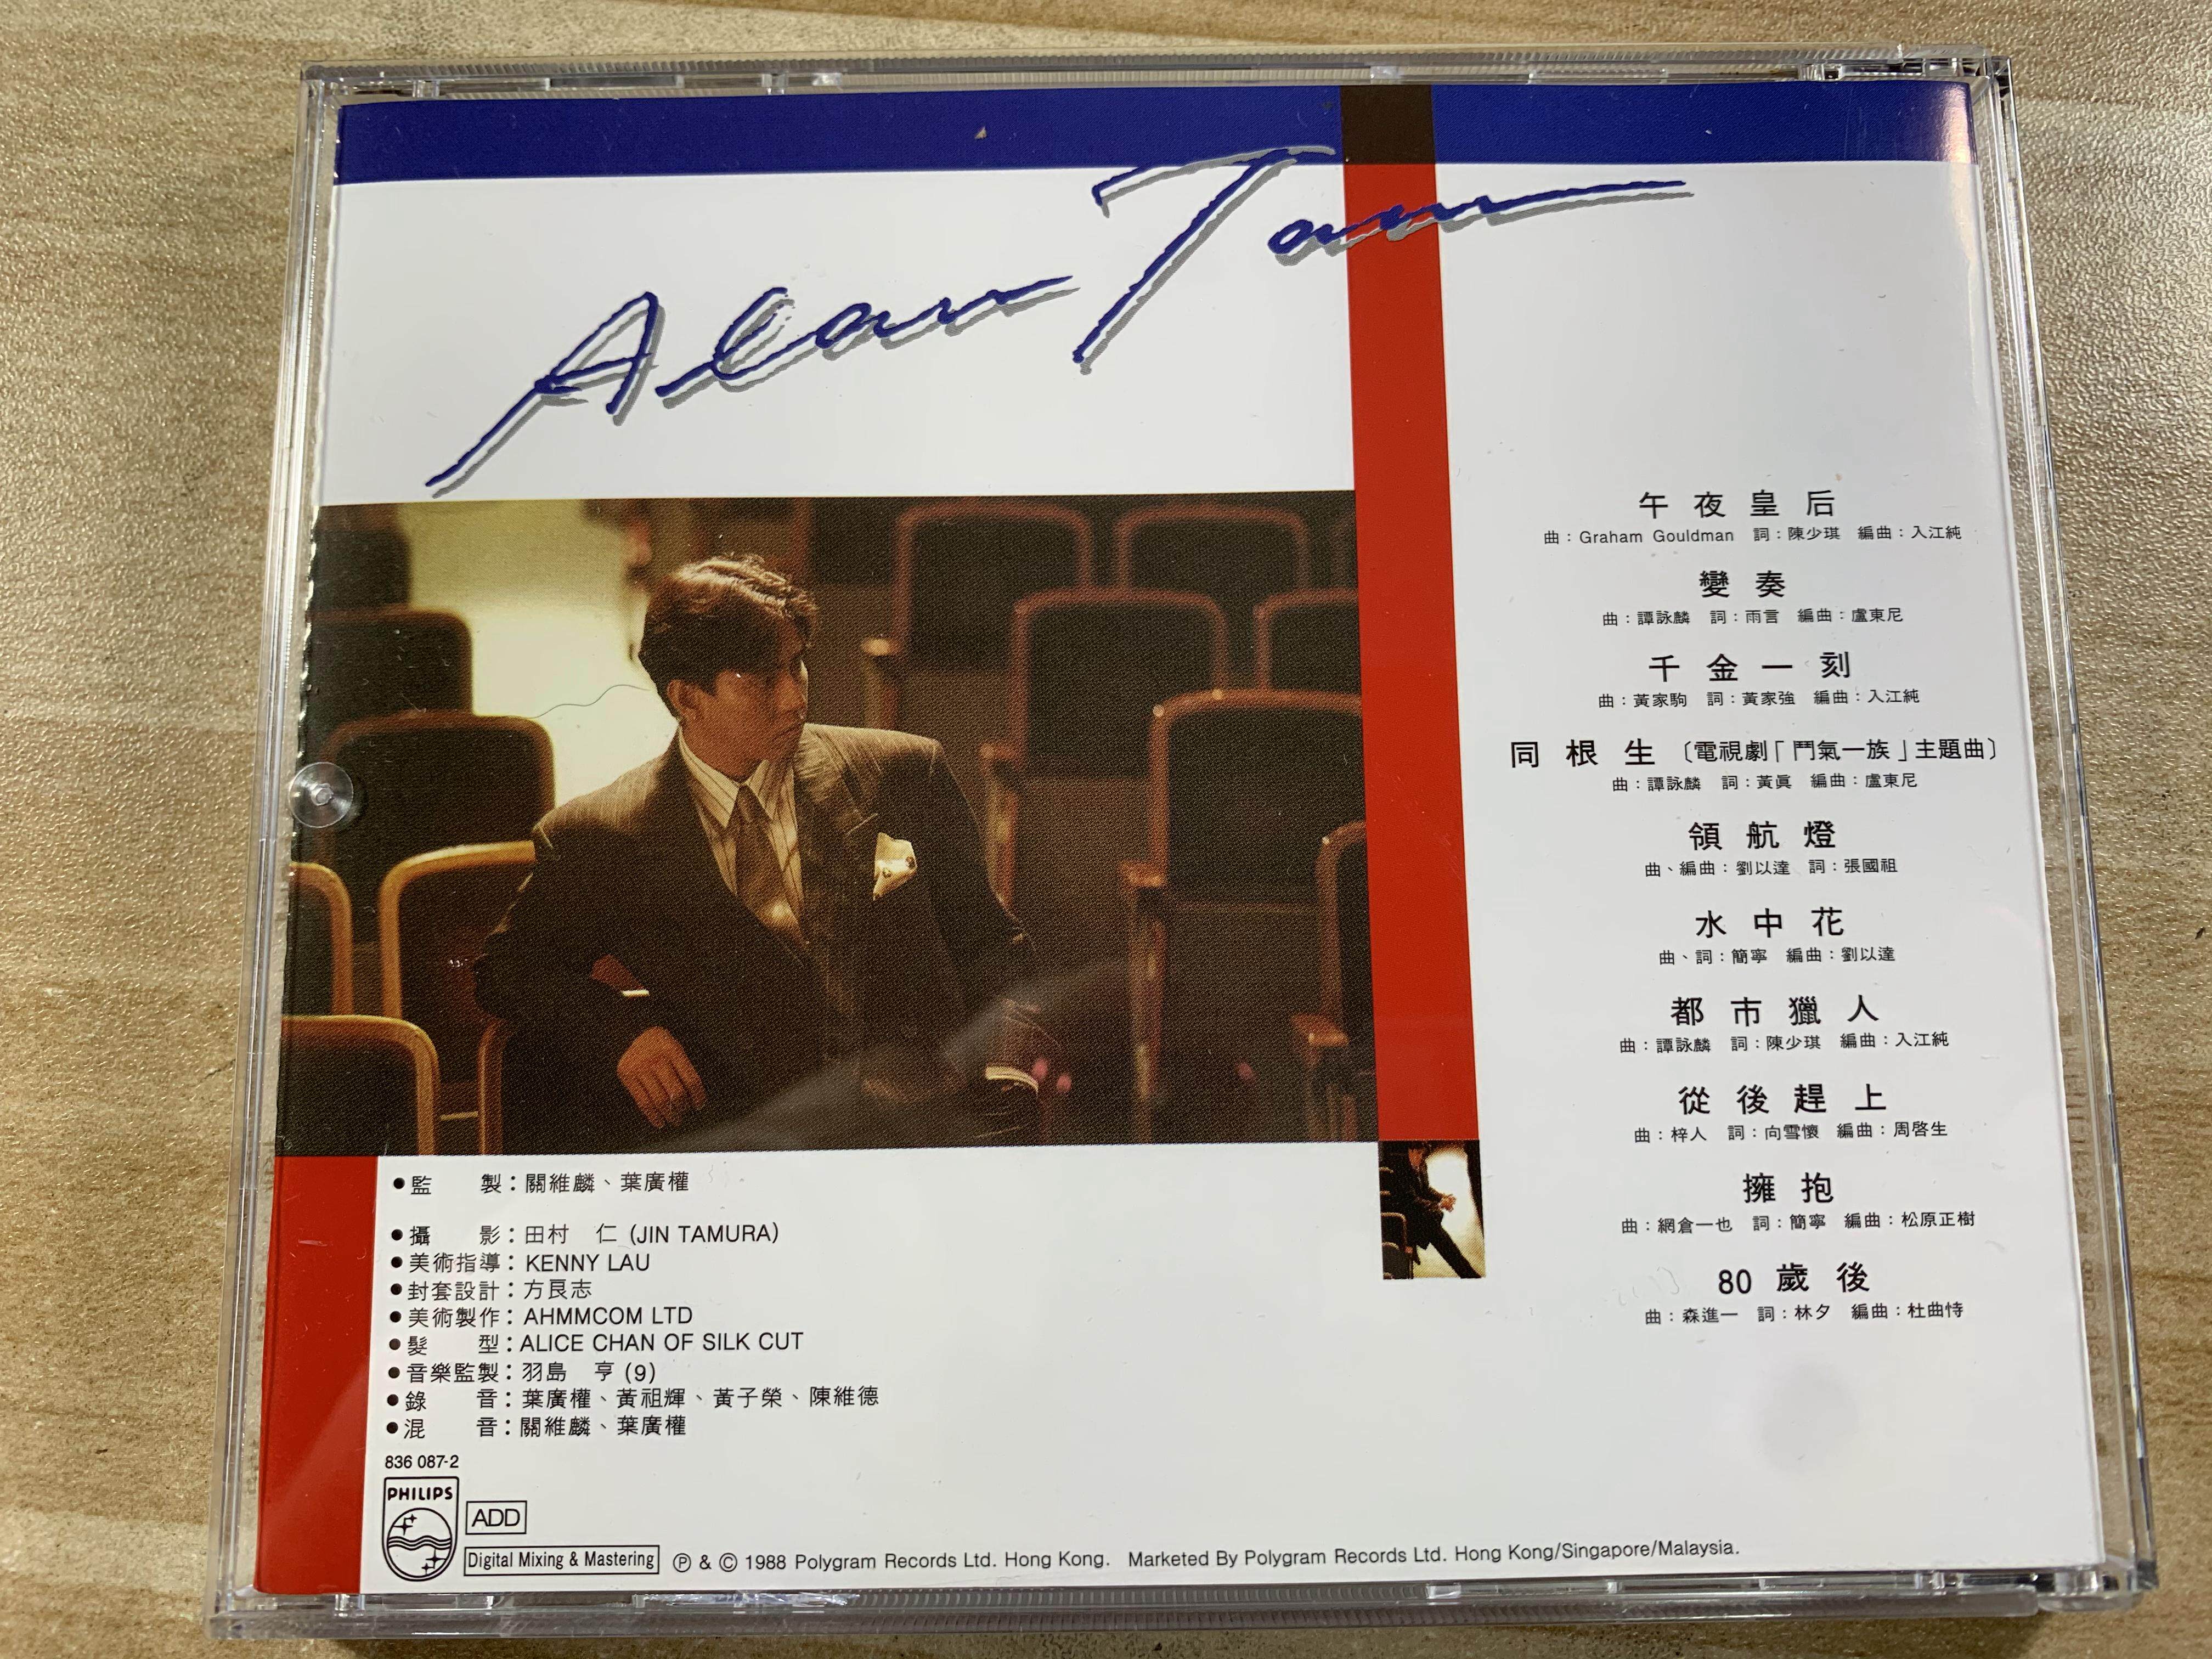 Alan Tam
午夜皇后
曲：Graham Gouldman 詞：陳少琪 編曲：入江純
變奏
曲：譚詠麟 詞：雨言 編曲：盧東尼
千金一刻
曲：黃家駒 詞：黃家強 編曲：入江純
同根生〔電視劇「鬥氣一族」主題曲〕
曲：譚詠麟 詞：黃眞 編曲：盧東尼
領航燈
曲、編曲：劉以達 詞：張國祖
水中花
曲、詞：簡寧 編曲：劉以達
都市獵人
曲：譚詠麟 詞：陳少琪 編曲：入江純
從後趕上
曲：梓人 詞：向雪懷 編曲：周啓生
擁抱
曲：網倉一也 詞：簡寧 編曲：松原正樹
80歲後
曲：森進一 詞：林夕 編曲：杜曲恃
●監 製：關維麟、葉廣權
●攝 影：田村 仁 (JIN TAMURA)
●美術指導：KENNY LAU
●封套設計：方良志
●美術製作：AHMMCOM LTD
●髮 型：ALICE CHAN OF SILK CUT
●音樂監製：羽島 亨 (9)
●錄 音：葉廣權、黃祖輝、黃子榮、陳維德
●混 音：關維麟、葉廣權
836 087-2
PHILIPS
ADD
Digital Mixing & Mastering
Ⓟ & © 1988 Polygram Records Ltd. Hong Kong. Marketed By Polygram Records Ltd. Hong Kong/Singapore/Malaysia.